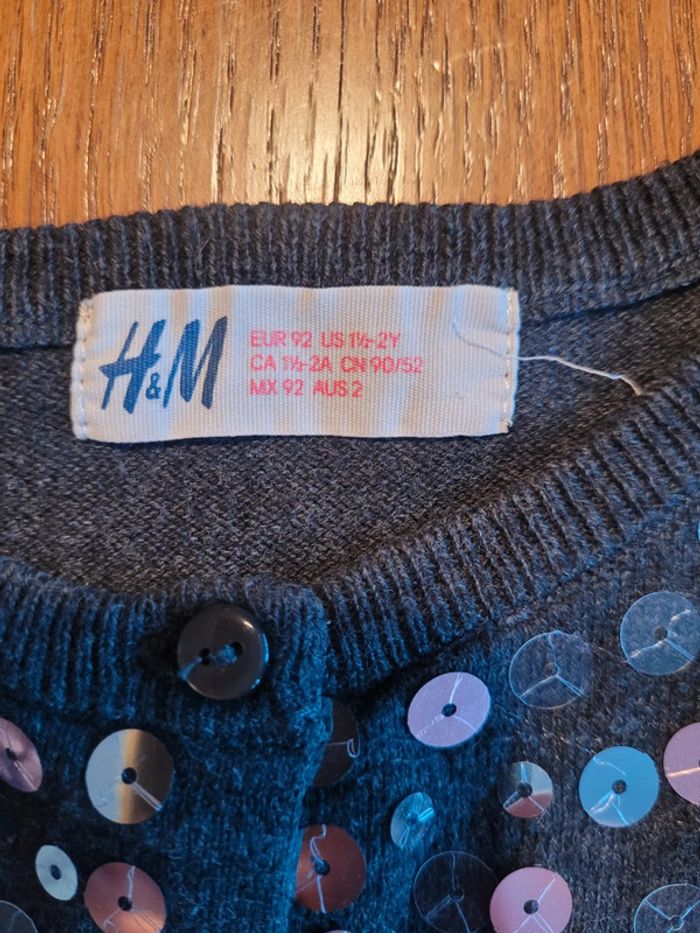 H&M
EUR 92 US 1½-2Y
CA 1½-2A CN 90/52
MX 92 AUS 2